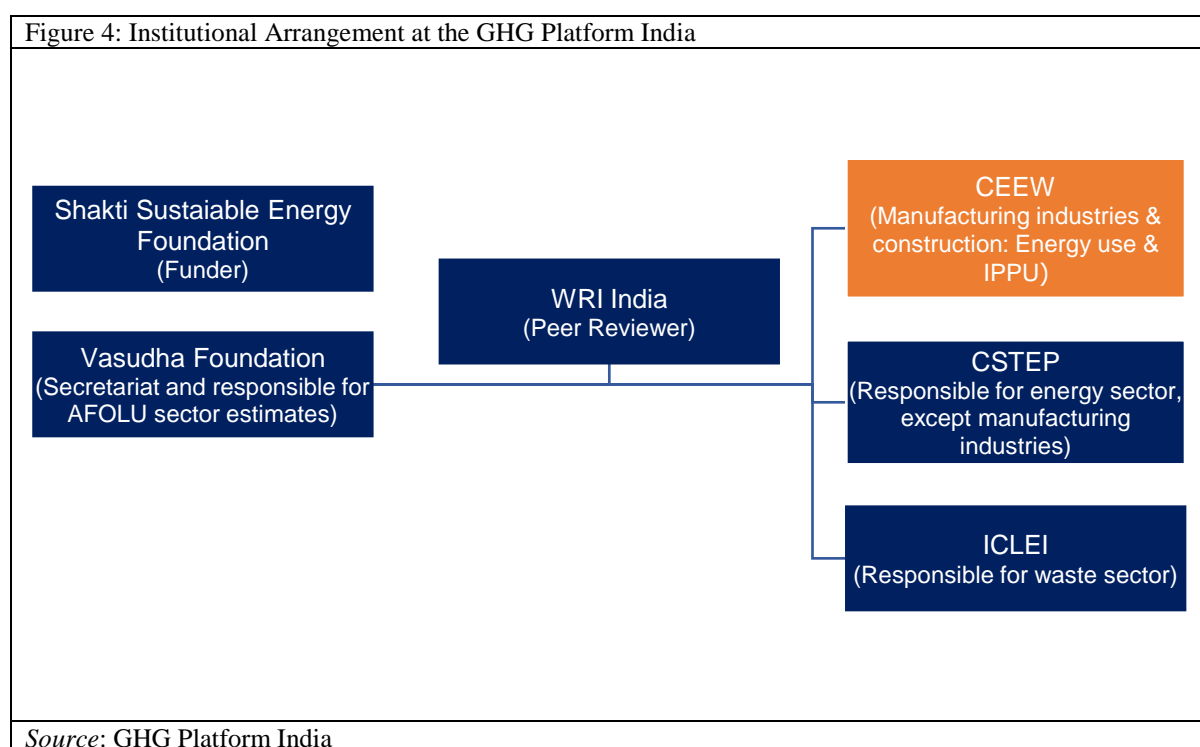 Figure 4: Institutional Arrangement at the GHG Platform India
Shakti Sustaiable Energy
Foundation
(Funder)
Vasudha Foundation
(Secretariat and responsible for
AFOLU sector estimates)
WRI India
(Peer Reviewer)
CEEW
(Manufacturing industries &
construction: Energy use &
IPPU)
CSTEP
(Responsible for energy sector,
except manufacturing
industries)
ICLEI
(Responsible for waste sector)
Source: GHG Platform India